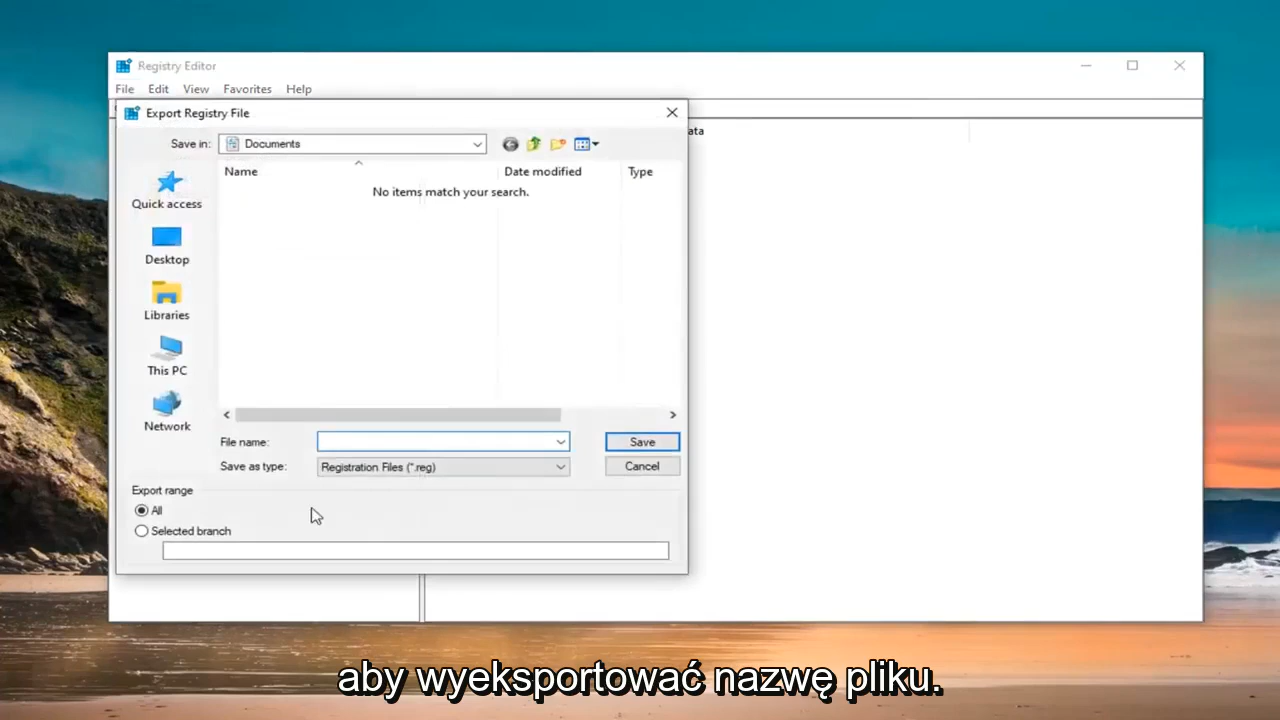 Registry Editor
File Edit View Favorites Help
Export Registry File
Save in: Documents
ata
Name Date modified Type
No items match your search.
Quick access
Desktop
Libraries
This PC
Network
File name: Save
Save as type: Registration Files (*.reg) Cancel
Export range
All
Selected branch
aby wyeksportować nazwę pliku.